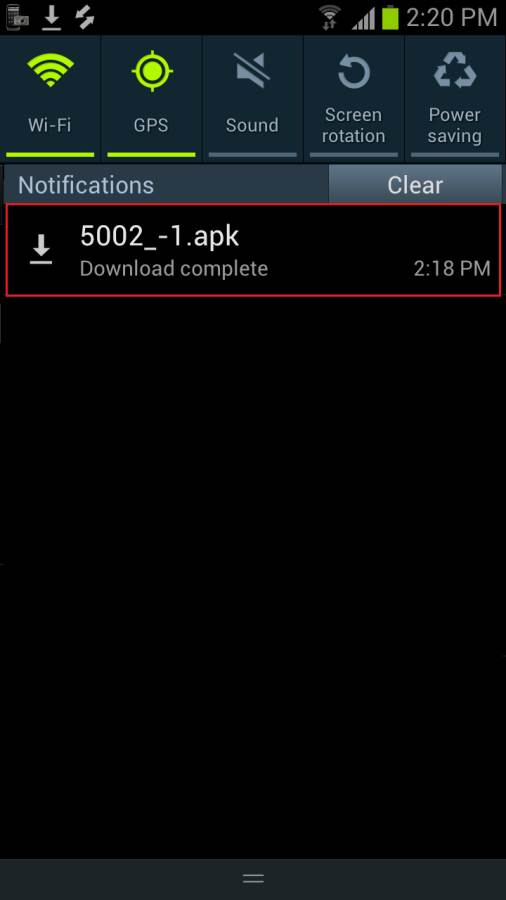 2:20 PM
Wi-Fi
GPS
Sound
Screen
rotation
Power
saving
Notifications
Clear
5002_-1.apk
Download complete
2:18 PM